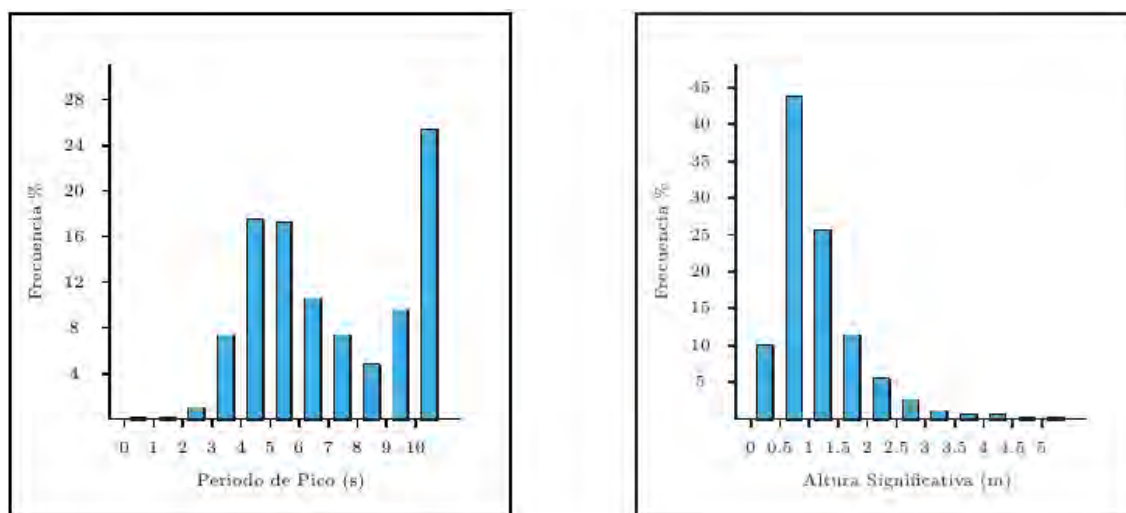 28
24
20
16
12
8
4
Frecuencia %
0 1 2 3 4 5 6 7 8 9 10
Periodo de Pico (s)
45
40
35
30
25
20
15
10
5
Frecuencia %
0 0.5 1 1.5 2 2.5 3 3.5 4 4.5 5
Altura Significativa (m)